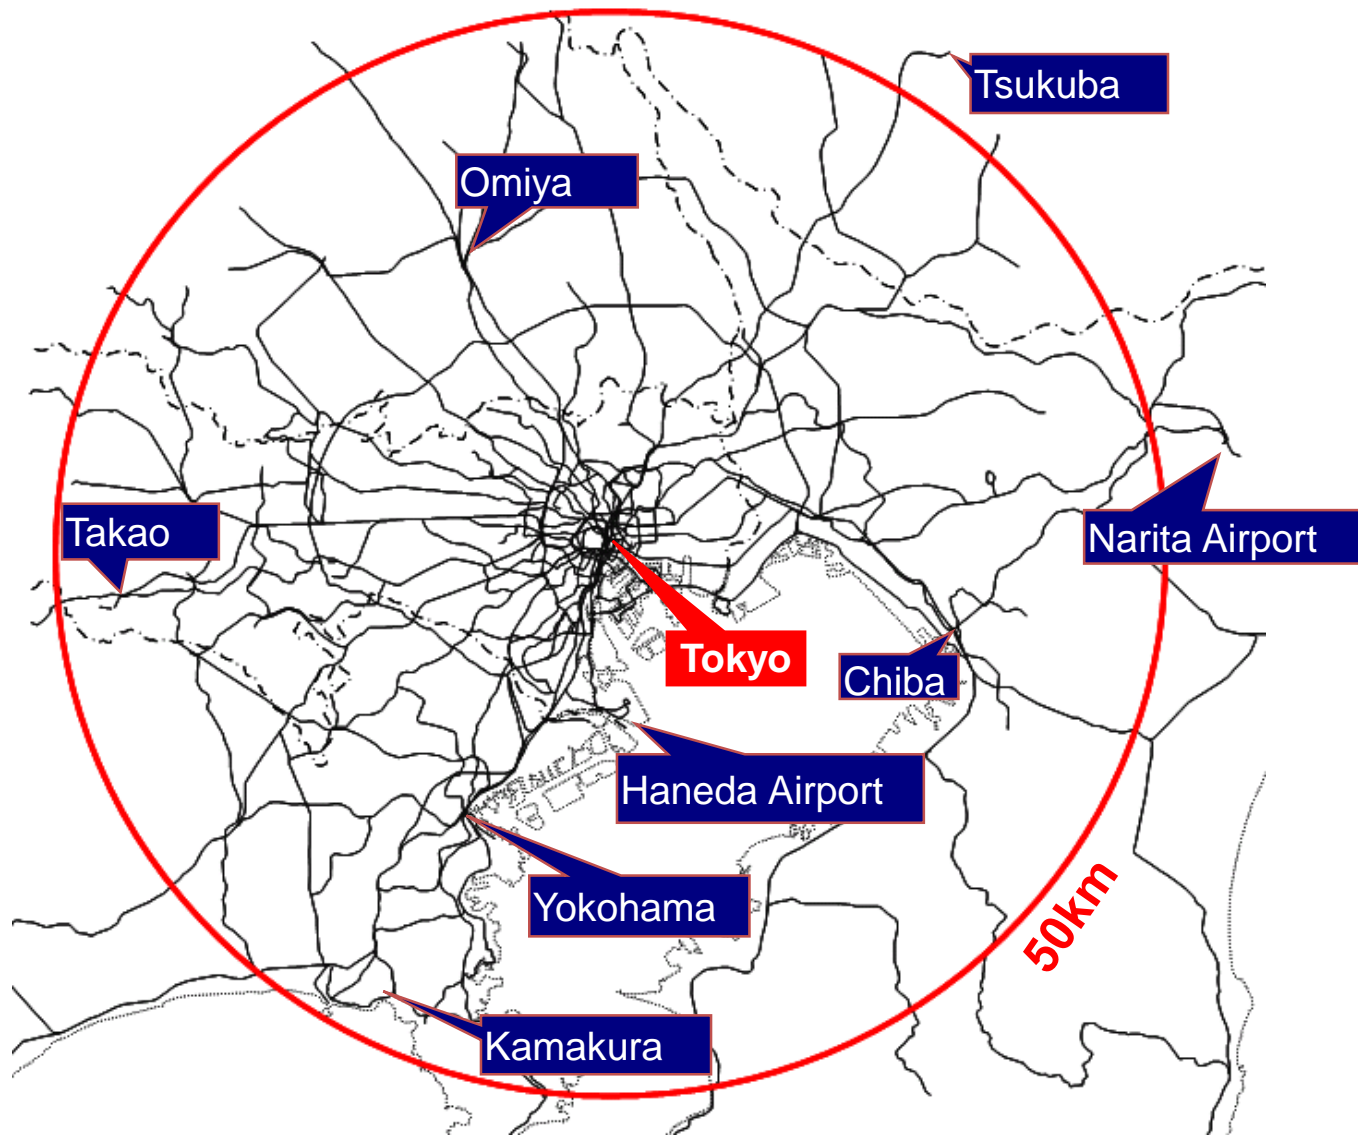 Tsukuba
Omiya
Takao
Narita Airport
Tokyo
Chiba
Haneda Airport
Yokohama
50km
Kamakura